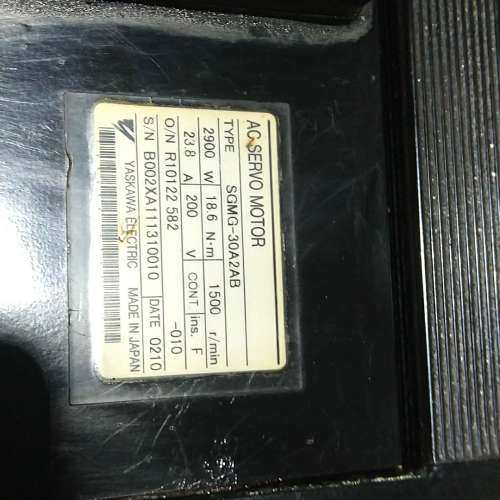 AC SERVO MOTOR
TYPE SGMG-30A2AB
2900 W 18.6 N·m 1500 r/min
23.8 A 200 V CONT. ins. F
O/N R10122 582 -010
S/N B002XA111310010 DATE 0210
YASKAWA ELECTRIC MADE IN JAPAN